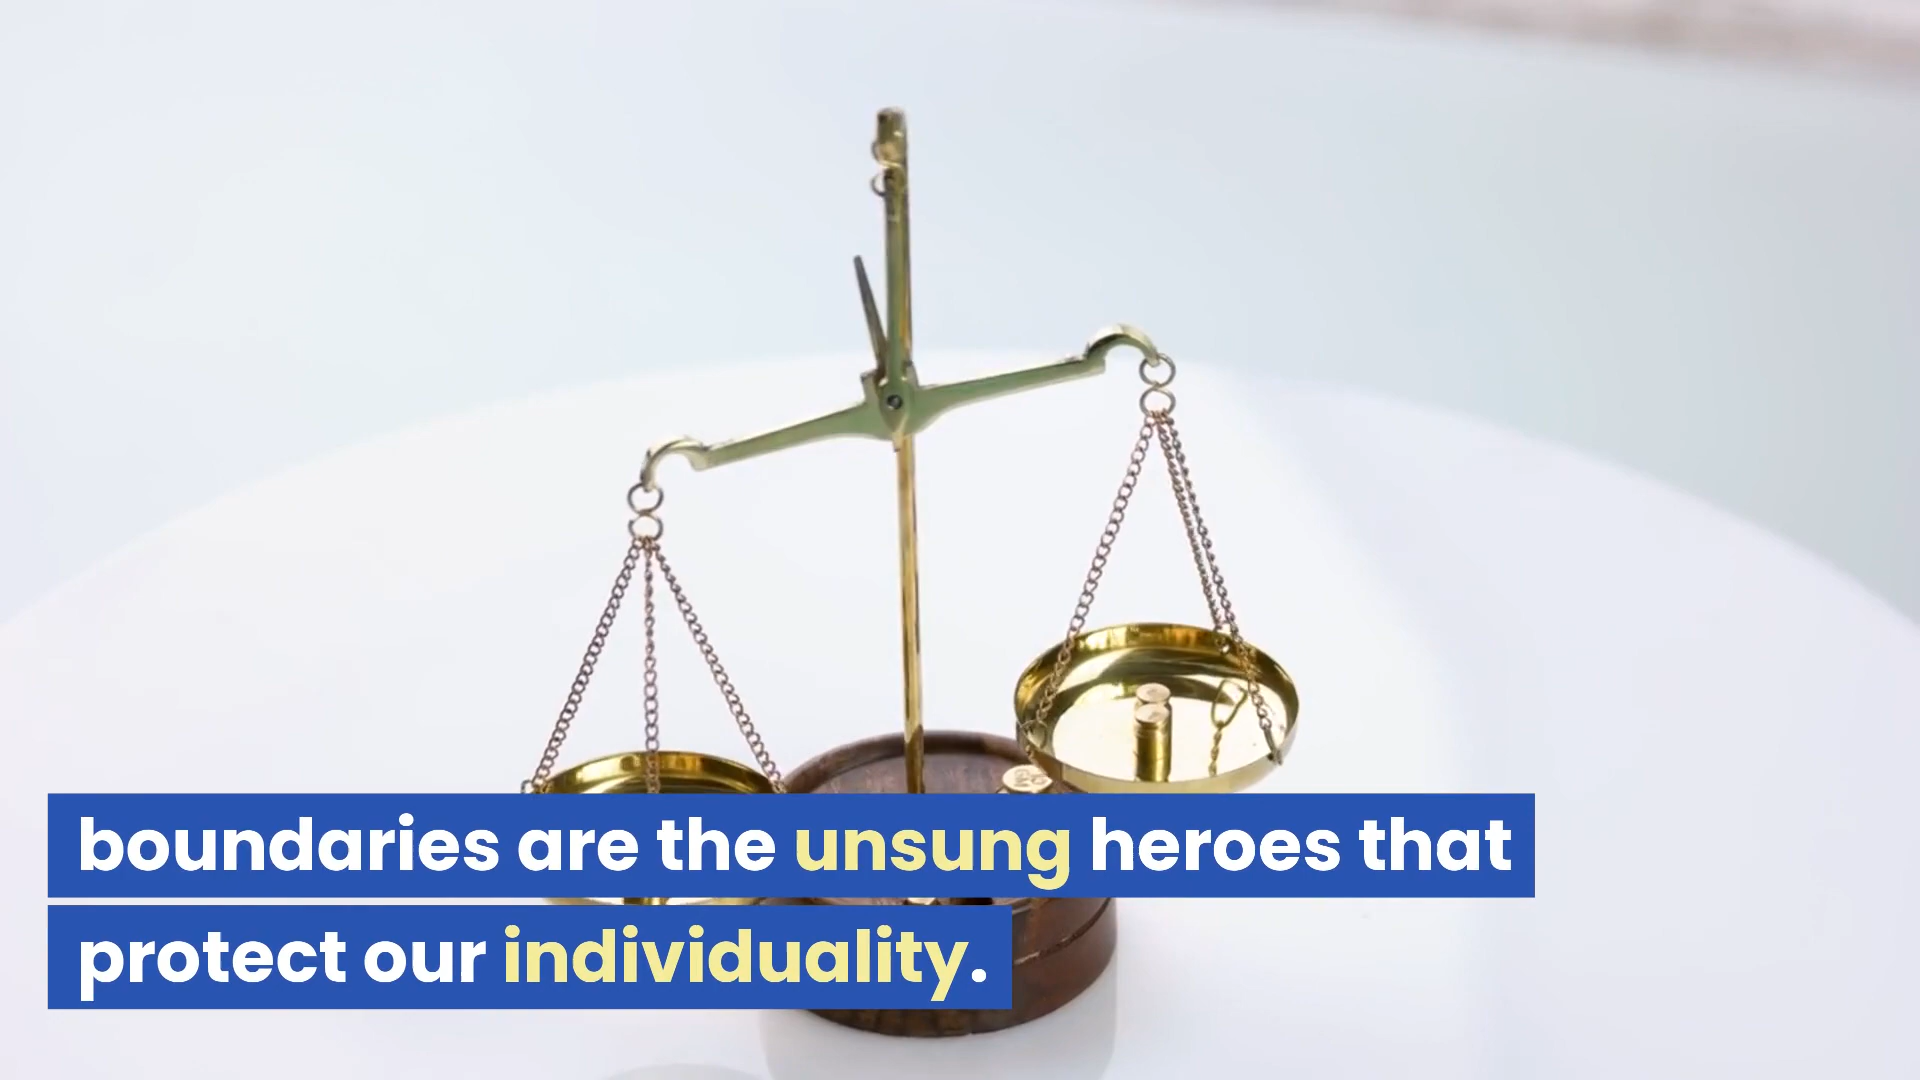 boundaries are the unsung heroes that
protect our individuality.